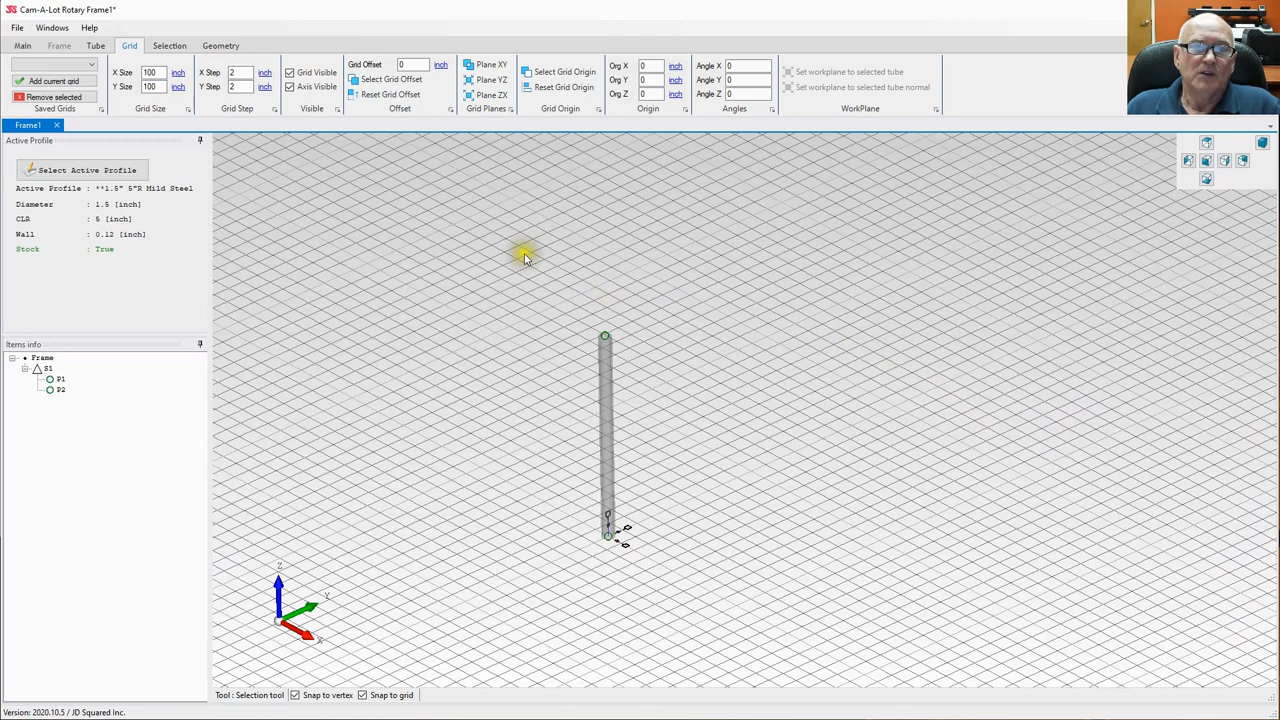 Cam-A-Lot Rotary Frame1*
File Windows Help
Main Frame Tube Grid Selection Geometry
X Size 100 inch X Step 2 inch Grid Visible Grid Offset 0 inch Plane XY Select Grid Origin Org X 0 inch Angle X 0 Set workplane to selected tube
Add current grid Y Size 100 inch Y Step 2 inch Axis Visible Select Grid Offset Plane YZ Reset Grid Origin Org Y 0 inch Angle Y 0 Set workplane to selected tube normal
Remove selected Reset Grid Offset Plane ZX Org Z 0 inch Angle Z 0
Saved Grids Grid Size Grid Step Visible Offset Grid Planes Grid Origin Origin Angles WorkPlane
Frame1
Active Profile
Select Active Profile
Active Profile : **1.5" 5"R Mild Steel
Diameter : 1.5 [inch]
CLR : 5 [inch]
Wall : 0.12 [inch]
Stock : True
Items info
Frame
S1
P1
P2
Z
Y
X
Tool : Selection tool Snap to vertex Snap to grid
Version: 2020.10.5 / JD Squared Inc.